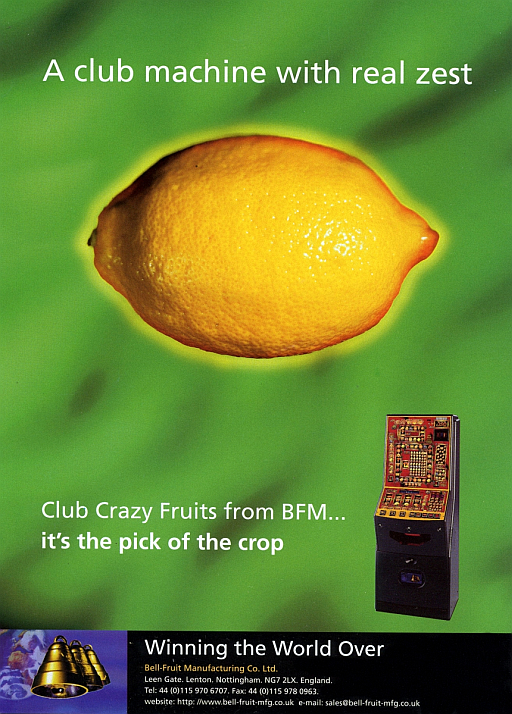 A club machine with real zest
Club Crazy Fruits from BFM...
it's the pick of the crop
Winning the World Over
Bell-Fruit Manufacturing Co. Ltd.
Leen Gate. Lenton. Nottingham. NG7 2LX. England.
Tel: 44 (0)115 970 6707. Fax: 44 (0)115 978 0963.
website: http: //www.bell-fruit-mfg.co.uk e-mail: sales@bell-fruit-mfg.co.uk